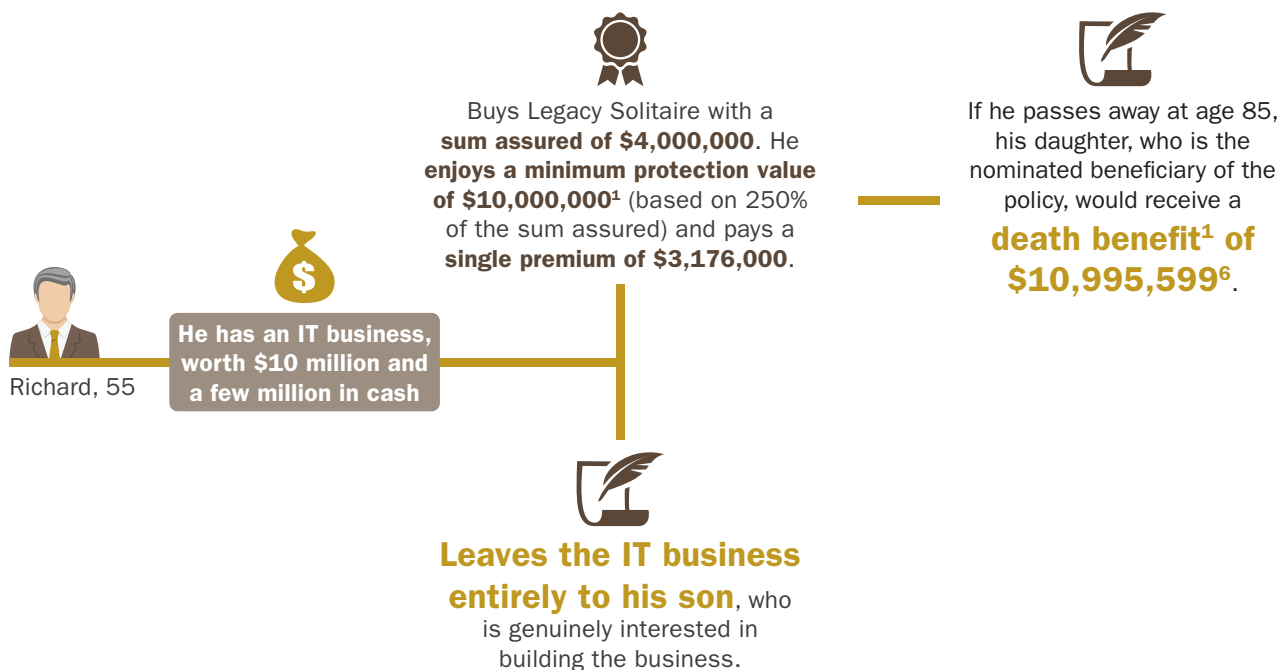 Richard, 55
$
He has an IT business,
worth $10 million and
a few million in cash
Buys Legacy Solitaire with a
sum assured of $4,000,000. He
enjoys a minimum protection value
of $10,000,000¹ (based on 250%
of the sum assured) and pays a
single premium of $3,176,000.
If he passes away at age 85,
his daughter, who is the
nominated beneficiary of the
policy, would receive a
death benefit¹ of
$10,995,599⁶.
Leaves the IT business
entirely to his son, who
is genuinely interested in
building the business.